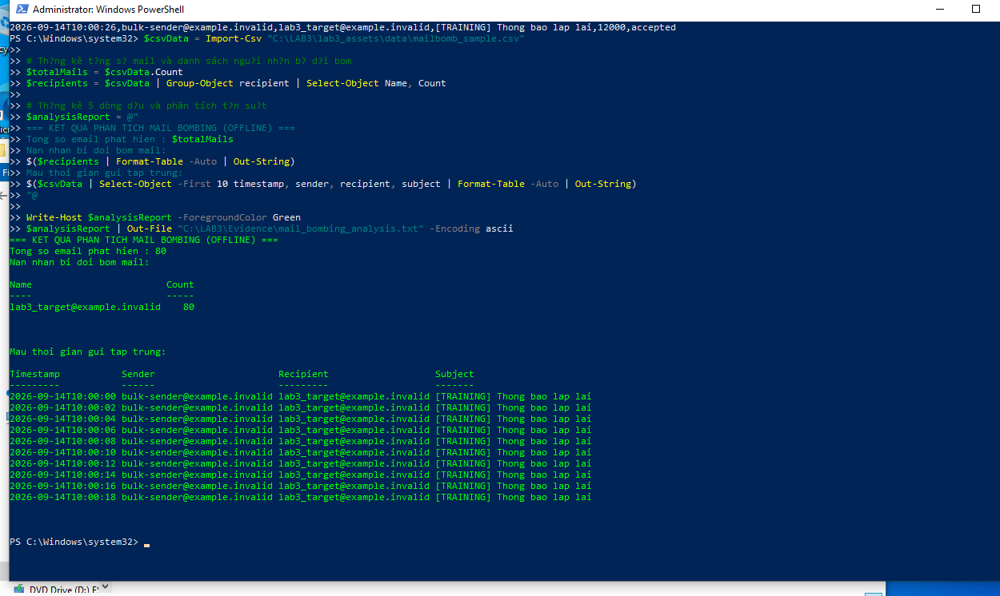 Administrator: Windows PowerShell
2026-09-14T10:00:26,bulk-sender@example.invalid,lab3_target@example.invalid,[TRAINING] Thong bao lap lai,12000,accepted
PS C:\Windows\system32> $csvData = Import-Csv "C:\LAB3\lab3_assets\data\mailbomb_sample.csv"
>>
>> # Th?ng kê t?ng s? mail và danh sách ngu?i nh?n b? d?i bom
>> $totalMails = $csvData.Count
>> $recipients = $csvData | Group-Object recipient | Select-Object Name, Count
>>
>> # Th?ng kê 5 dòng d?u và phân tích t?n su?t
>> $analysisReport = @"
>> === KET QUA PHAN TICH MAIL BOMBING (OFFLINE) ===
>> Tong so email phat hien : $totalMails
>> Nan nhan bi doi bom mail:
>> $($recipients | Format-Table -Auto | Out-String)
>> Mau thoi gian gui tap trung:
>> $($csvData | Select-Object -First 10 timestamp, sender, recipient, subject | Format-Table -Auto | Out-String)
>> "@
>>
>> Write-Host $analysisReport -ForegroundColor Green
>> $analysisReport | Out-File "C:\LAB3\Evidence\mail_bombing_analysis.txt" -Encoding ascii
=== KET QUA PHAN TICH MAIL BOMBING (OFFLINE) ===
Tong so email phat hien : 80
Nan nhan bi doi bom mail:
Name Count
---- -----
lab3_target@example.invalid 80
Mau thoi gian gui tap trung:
Timestamp Sender Recipient Subject
--------- ------ --------- -------
2026-09-14T10:00:00 bulk-sender@example.invalid lab3_target@example.invalid [TRAINING] Thong bao lap lai
2026-09-14T10:00:02 bulk-sender@example.invalid lab3_target@example.invalid [TRAINING] Thong bao lap lai
2026-09-14T10:00:04 bulk-sender@example.invalid lab3_target@example.invalid [TRAINING] Thong bao lap lai
2026-09-14T10:00:06 bulk-sender@example.invalid lab3_target@example.invalid [TRAINING] Thong bao lap lai
2026-09-14T10:00:08 bulk-sender@example.invalid lab3_target@example.invalid [TRAINING] Thong bao lap lai
2026-09-14T10:00:10 bulk-sender@example.invalid lab3_target@example.invalid [TRAINING] Thong bao lap lai
2026-09-14T10:00:12 bulk-sender@example.invalid lab3_target@example.invalid [TRAINING] Thong bao lap lai
2026-09-14T10:00:14 bulk-sender@example.invalid lab3_target@example.invalid [TRAINING] Thong bao lap lai
2026-09-14T10:00:16 bulk-sender@example.invalid lab3_target@example.invalid [TRAINING] Thong bao lap lai
2026-09-14T10:00:18 bulk-sender@example.invalid lab3_target@example.invalid [TRAINING] Thong bao lap lai
PS C:\Windows\system32>
DVD Drive (D:)